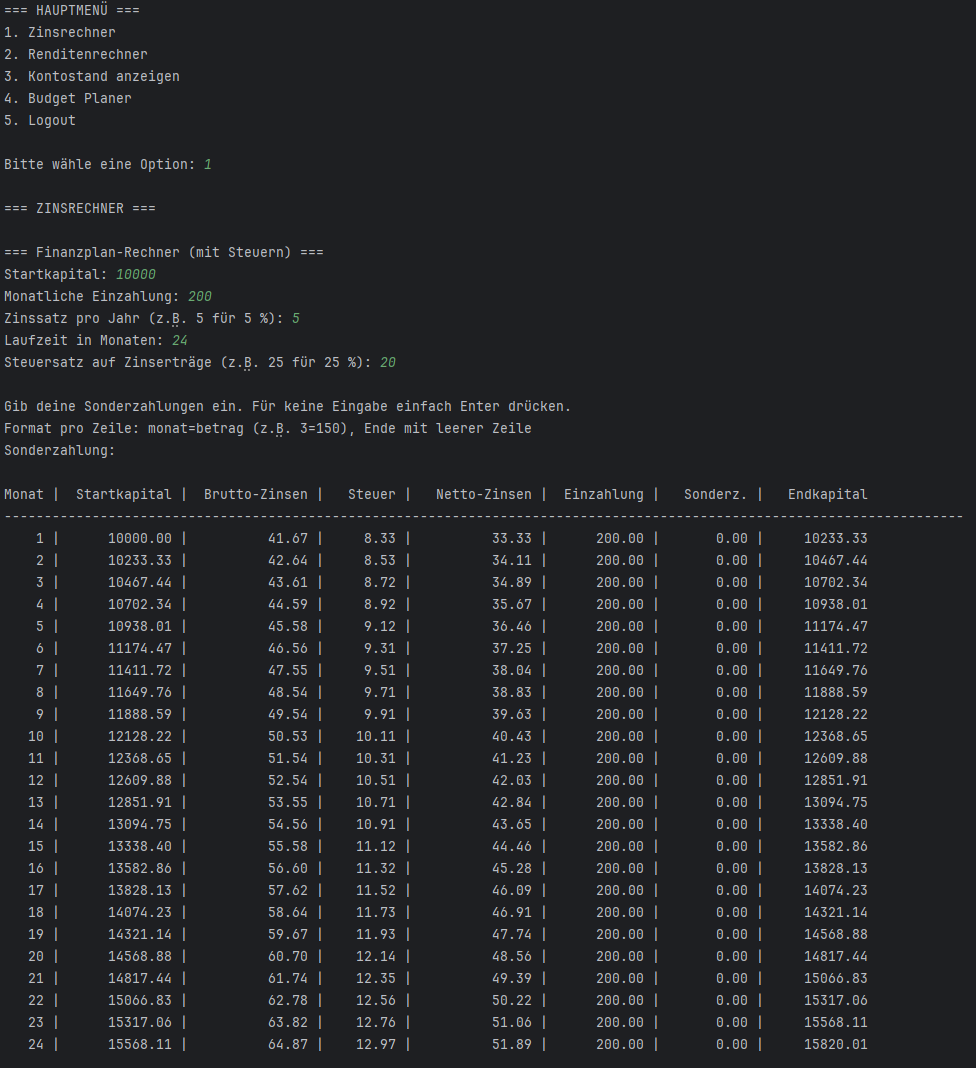 === HAUPTMENÜ ===
1. Zinsrechner
2. Renditenrechner
3. Kontostand anzeigen
4. Budget Planer
5. Logout
Bitte wähle eine Option: 1
=== ZINSRECHNER ===
=== Finanzplan-Rechner (mit Steuern) ===
Startkapital: 10000
Monatliche Einzahlung: 200
Zinssatz pro Jahr (z.B. 5 für 5 %): 5
Laufzeit in Monaten: 24
Steuersatz auf Zinserträge (z.B. 25 für 25 %): 20
Gib deine Sonderzahlungen ein. Für keine Eingabe einfach Enter drücken.
Format pro Zeile: monat=betrag (z.B. 3=150), Ende mit leerer Zeile
Sonderzahlung:
Monat | Startkapital | Brutto-Zinsen | Steuer | Netto-Zinsen | Einzahlung | Sonderz. | Endkapital
------------------------------------------------------------------------------------------------------------------------
1 | 10000.00 | 41.67 | 8.33 | 33.33 | 200.00 | 0.00 | 10233.33
2 | 10233.33 | 42.64 | 8.53 | 34.11 | 200.00 | 0.00 | 10467.44
3 | 10467.44 | 43.61 | 8.72 | 34.89 | 200.00 | 0.00 | 10702.34
4 | 10702.34 | 44.59 | 8.92 | 35.67 | 200.00 | 0.00 | 10938.01
5 | 10938.01 | 45.58 | 9.12 | 36.46 | 200.00 | 0.00 | 11174.47
6 | 11174.47 | 46.56 | 9.31 | 37.25 | 200.00 | 0.00 | 11411.72
7 | 11411.72 | 47.55 | 9.51 | 38.04 | 200.00 | 0.00 | 11649.76
8 | 11649.76 | 48.54 | 9.71 | 38.83 | 200.00 | 0.00 | 11888.59
9 | 11888.59 | 49.54 | 9.91 | 39.63 | 200.00 | 0.00 | 12128.22
10 | 12128.22 | 50.53 | 10.11 | 40.43 | 200.00 | 0.00 | 12368.65
11 | 12368.65 | 51.54 | 10.31 | 41.23 | 200.00 | 0.00 | 12609.88
12 | 12609.88 | 52.54 | 10.51 | 42.03 | 200.00 | 0.00 | 12851.91
13 | 12851.91 | 53.55 | 10.71 | 42.84 | 200.00 | 0.00 | 13094.75
14 | 13094.75 | 54.56 | 10.91 | 43.65 | 200.00 | 0.00 | 13338.40
15 | 13338.40 | 55.58 | 11.12 | 44.46 | 200.00 | 0.00 | 13582.86
16 | 13582.86 | 56.60 | 11.32 | 45.28 | 200.00 | 0.00 | 13828.13
17 | 13828.13 | 57.62 | 11.52 | 46.09 | 200.00 | 0.00 | 14074.23
18 | 14074.23 | 58.64 | 11.73 | 46.91 | 200.00 | 0.00 | 14321.14
19 | 14321.14 | 59.67 | 11.93 | 47.74 | 200.00 | 0.00 | 14568.88
20 | 14568.88 | 60.70 | 12.14 | 48.56 | 200.00 | 0.00 | 14817.44
21 | 14817.44 | 61.74 | 12.35 | 49.39 | 200.00 | 0.00 | 15066.83
22 | 15066.83 | 62.78 | 12.56 | 50.22 | 200.00 | 0.00 | 15317.06
23 | 15317.06 | 63.82 | 12.76 | 51.06 | 200.00 | 0.00 | 15568.11
24 | 15568.11 | 64.87 | 12.97 | 51.89 | 200.00 | 0.00 | 15820.01